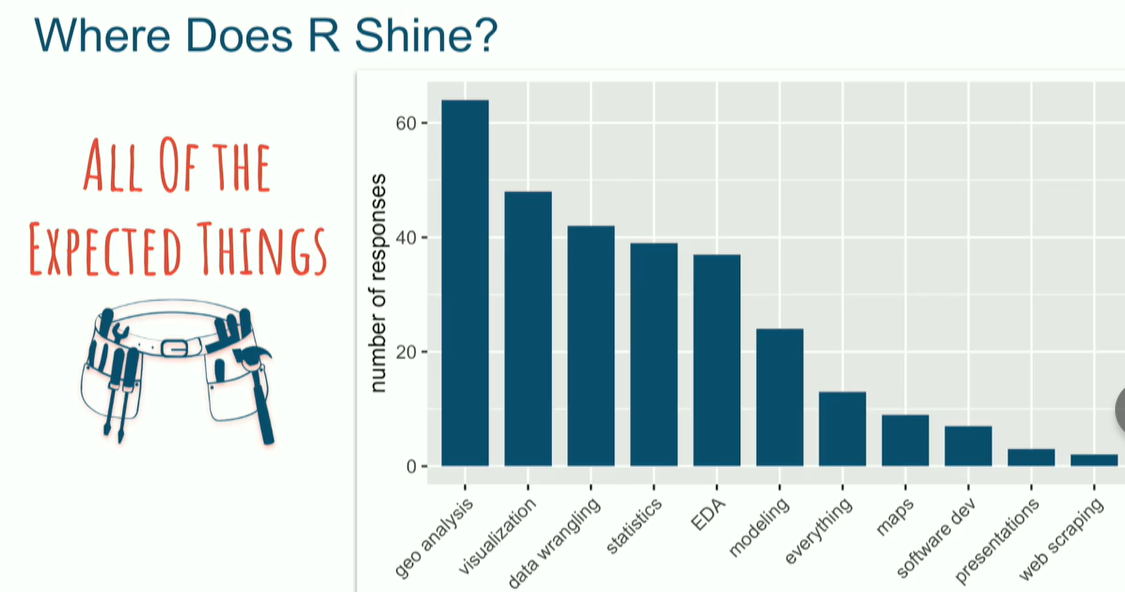 Where Does R Shine?
ALL OF THE
EXPECTED THINGS
number of responses
60
40
20
0
geo analysis
visualization
data wrangling
statistics
EDA
modeling
everything
maps
software dev
presentations
web scraping